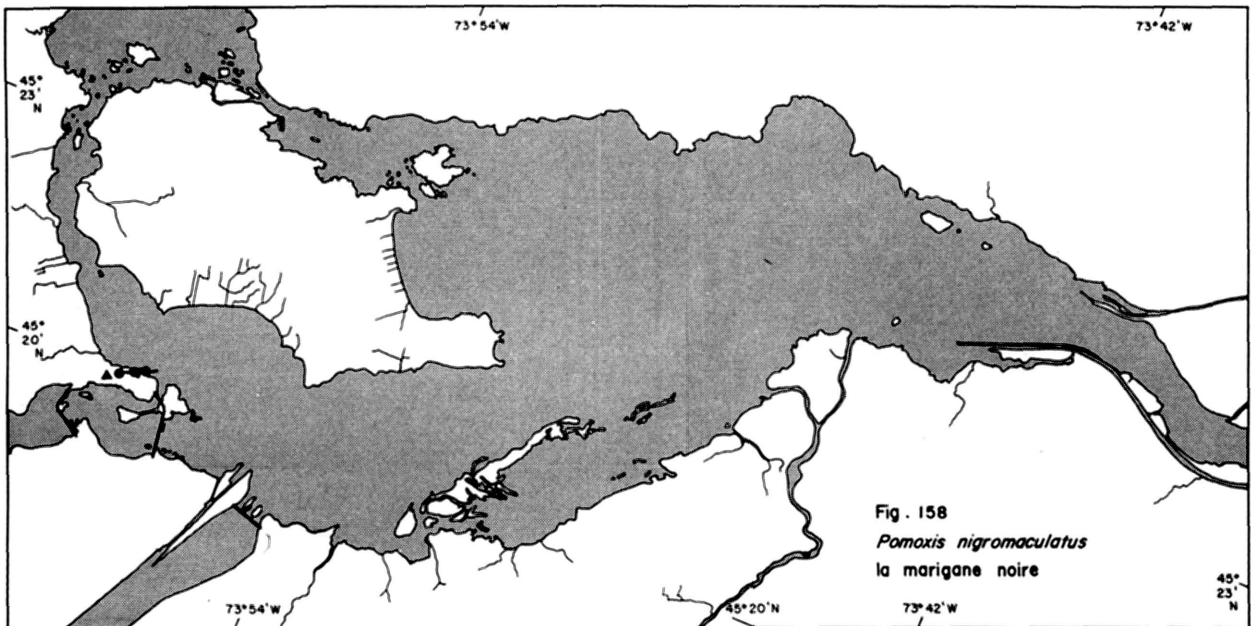 73°54'W
73°42'W
45°
23'
N
45°
20'
N
Fig. 158
Pomoxis nigromaculatus
la marigane noire
45°
23'
N
73°54'W
45°20'N
73°42'W